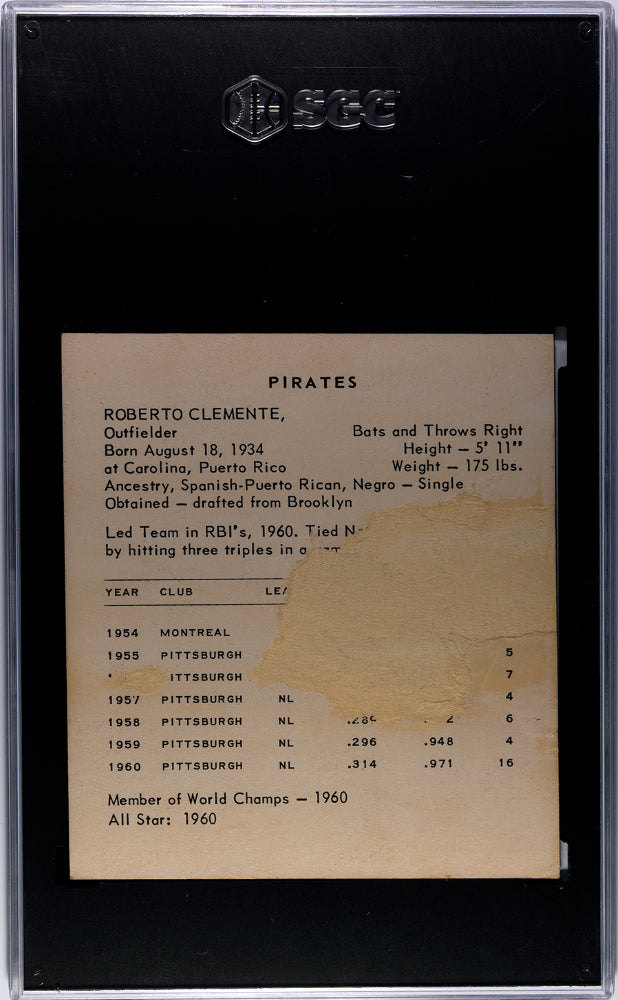 SGC
PIRATES
ROBERTO CLEMENTE,
Outfielder Bats and Throws Right
Born August 18, 1934 Height — 5' 11"
at Carolina, Puerto Rico Weight — 175 lbs.
Ancestry, Spanish-Puerto Rican, Negro — Single
Obtained — drafted from Brooklyn
Led Team in RBI's, 1960. Tied
by hitting three triples in a
YEAR CLUB
1954 MONTREAL
1955 PITTSBURGH 5
ITTSBURGH 7
1957 PITTSBURGH NL 4
1958 PITTSBURGH NL 6
1959 PITTSBURGH NL .296 .948 4
1960 PITTSBURGH NL .314 .971 16
Member of World Champs — 1960
All Star: 1960